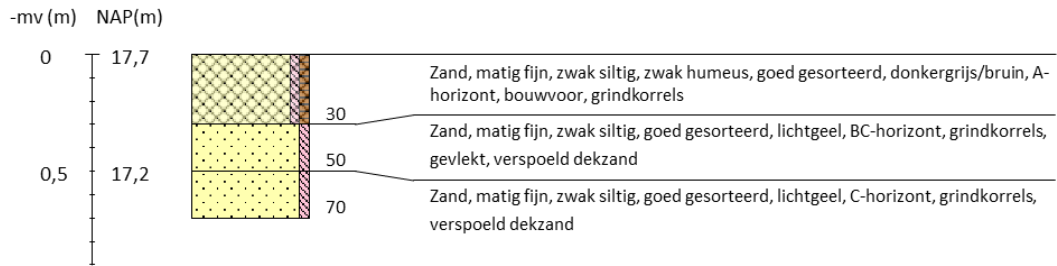 -mv (m) NAP(m)
0 17,7
Zand, matig fijn, zwak siltig, zwak humeus, goed gesorteerd, donkergrijs/bruin, A-
horizont, bouwvoor, grindkorrels
30
Zand, matig fijn, zwak siltig, goed gesorteerd, lichtgeel, BC-horizont, grindkorrels,
gevlekt, verspoeld dekzand
50
0,5 17,2
Zand, matig fijn, zwak siltig, goed gesorteerd, lichtgeel, C-horizont, grindkorrels,
verspoeld dekzand
70